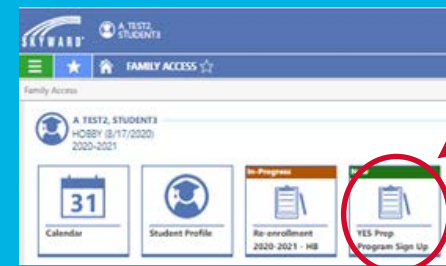 SKYWARD
A TEST2,
STUDENT3
FAMILY ACCESS
Family Access
A TEST2, STUDENT3
HOBBY (8/17/2020)
2020-2021
31
Calendar
Student Profile
In-Progress
Re-enrollment
2020-2021 - HB
YES Prep
Program Sign Up